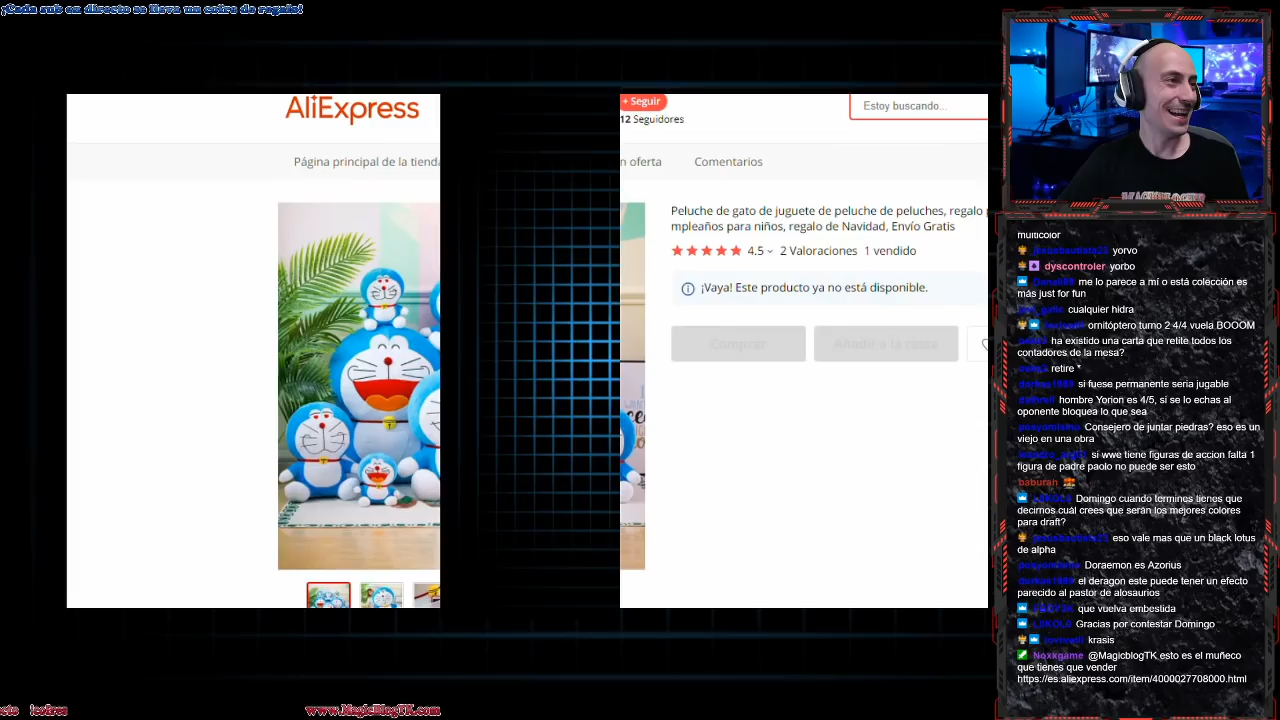 ¡Cada sub en directo se lleva un cofre de regalo!
AliExpress
+ Seguir
12 Seguidores
Estoy buscando...
Página principal de la tienda
n oferta
Comentarios
Peluche de gato de juguete de peluche de peluches, regalo
mpleaños para niños, regalo de Navidad, Envío Gratis
4.5
2 Valoraciones
1 vendido
¡Vaya! Este producto ya no está disponible.
Comprar
Añadir a la cesta
multicolor
yorvo
dyscontroler yorbo
me lo parece a mí o está colección es
más just for fun
cualquier hidra
ornitóptero turno 2 4/4 vuela BOOOM
ha existido una carta que retite todos los
contadores de la mesa?
retire *
si fuese permanente seria jugable
hombre Yorion es 4/5, si se lo echas al
oponente bloquea lo que sea
Consejero de juntar piedras? eso es un
viejo en una obra
si wwe tiene figuras de accion falta 1
figura de padre paolo no puede ser esto
baburan
Domingo cuando termines tienes que
decirnos cuál crees que serán los mejores colores
para draft?
eso vale mas que un black lotus
de alpha
Doraemon es Azorius
el deragon este puede tener un efecto
parecido al pastor de alosaurios
que vuelva embestida
Gracias por contestar Domingo
krasis
Noxxgame @MagicblogTK esto es el muñeco
que tienes que vender
https://es.aliexpress.com/item/4000027708000.html
www.MagicBlogTK.com